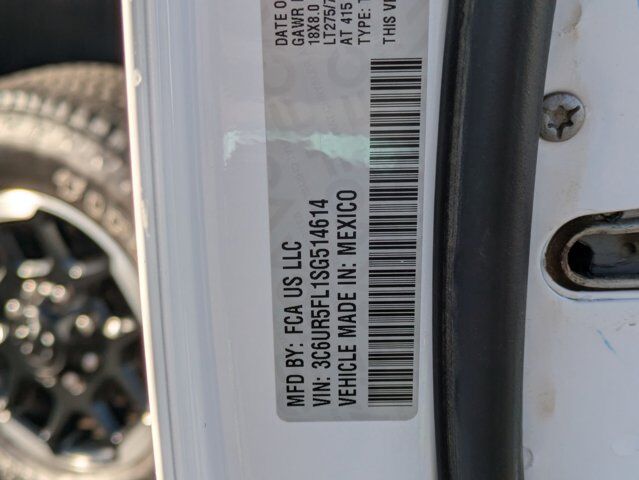 MFD BY: FCA US LLC
VIN: 3C6UR5FL1SG514614
VEHICLE MADE IN: MEXICO
DATE O
GAWR
18X8.0
LT275/7
AT 415
TYPE: T
THIS V